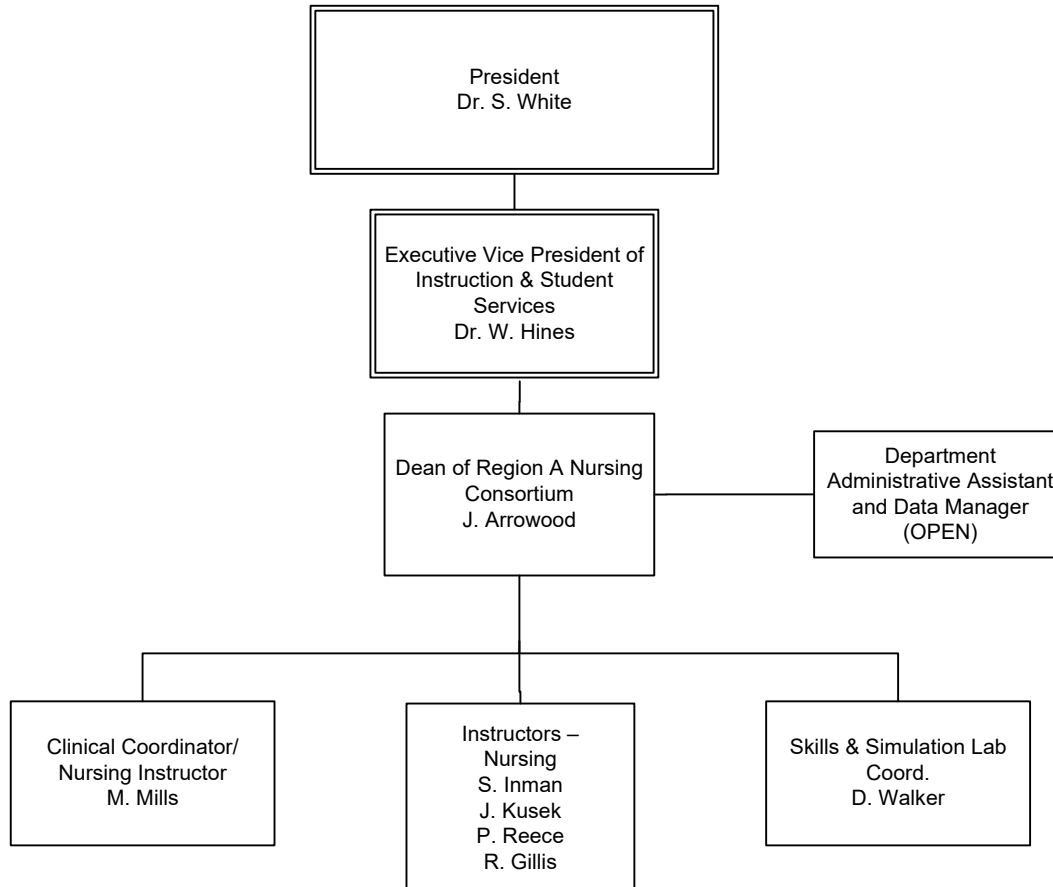 President
Dr. S. White
Executive Vice President of
Instruction & Student
Services
Dr. W. Hines
Dean of Region A Nursing
Consortium
J. Arrowood
Department
Administrative Assistant
and Data Manager
(OPEN)
Clinical Coordinator/
Nursing Instructor
M. Mills
Instructors –
Nursing
S. Inman
J. Kusek
P. Reece
R. Gillis
Skills & Simulation Lab
Coord.
D. Walker